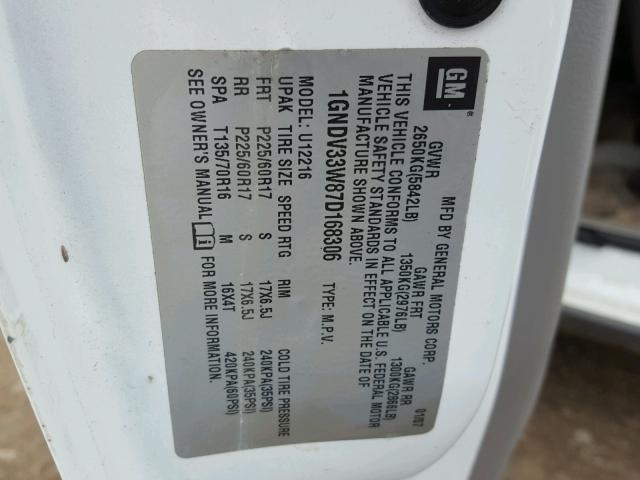 GM
®
MFD BY GENERAL MOTORS CORP. 01/07
GVWR GAWR FRT GAWR RR
2650KG(5842LB) 1350KG(2976LB) 1300KG(2866LB)
THIS VEHICLE CONFORMS TO ALL APPLICABLE U.S. FEDERAL MOTOR
VEHICLE SAFETY STANDARDS IN EFFECT ON THE DATE OF
MANUFACTURE SHOWN ABOVE.
1GNDV33W87D168306 TYPE: M.P.V.
MODEL: U12216
UPAK TIRE SIZE SPEED RTG RIM COLD TIRE PRESSURE
FRT P225/60R17 S 17X6.5J 240KPA(35PSI)
RR P225/60R17 S 17X6.5J 240KPA(35PSI)
SPA T135/70R16 M 16X4T 420KPA(60PSI)
SEE OWNER'S MANUAL FOR MORE INFORMATION.